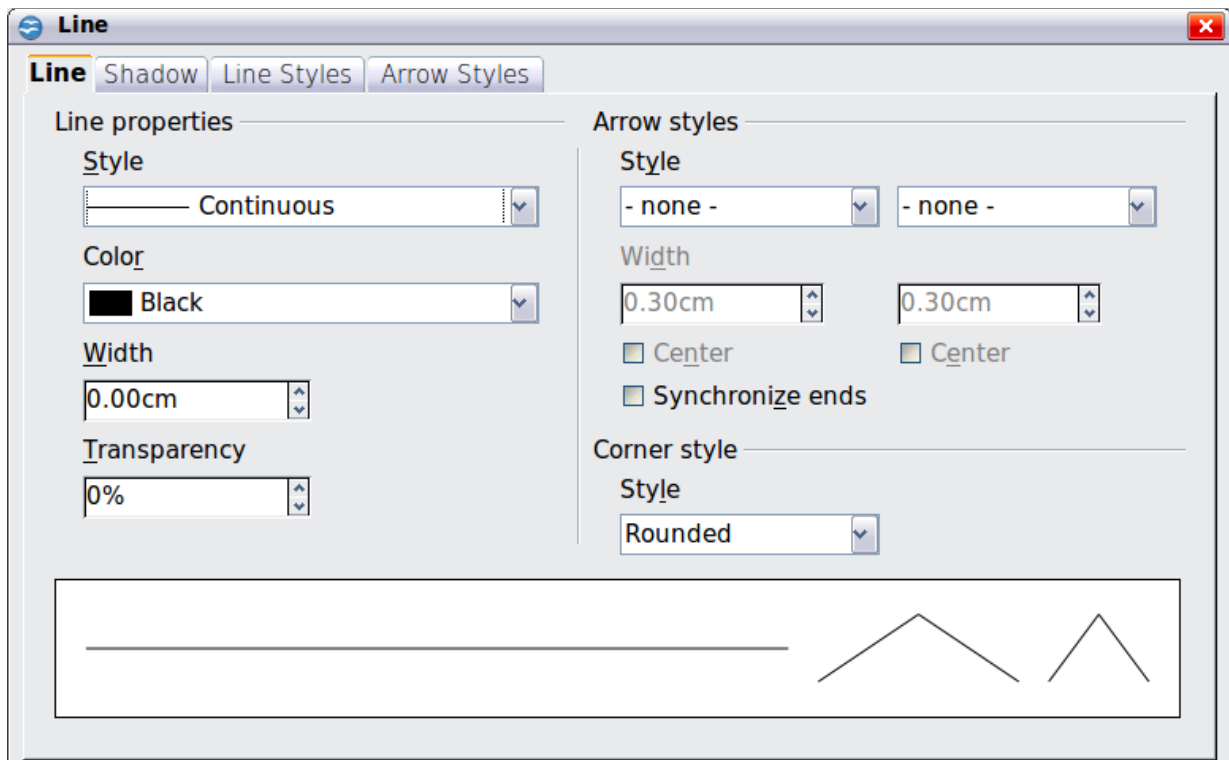 Line
Line Shadow Line Styles Arrow Styles
Line properties
Style
Continuous
Color
Black
Width
0.00cm
Transparency
0%
Arrow styles
Style
- none - - none -
Width
0.30cm 0.30cm
Center Center
Synchronize ends
Corner style
Style
Rounded